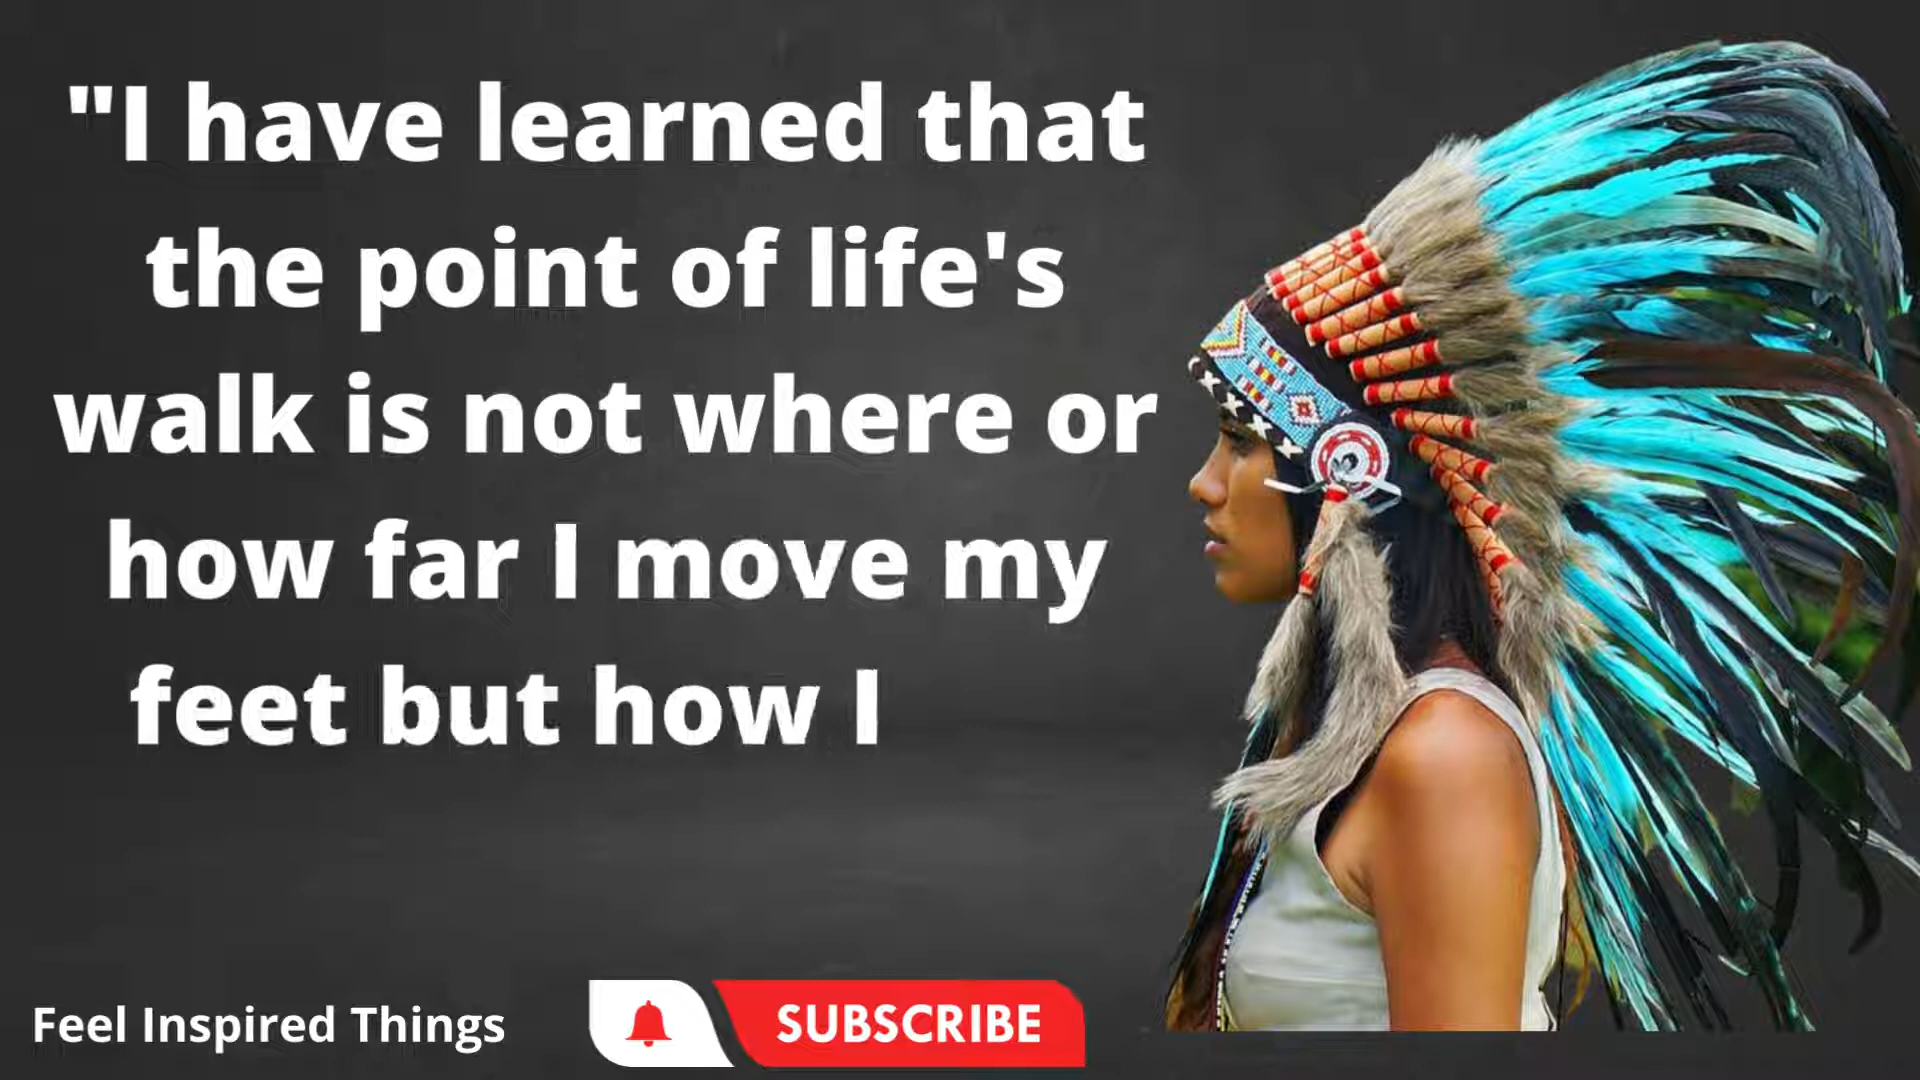 "I have learned that
the point of life's
walk is not where or
how far I move my
feet but how I
Feel Inspired Things
SUBSCRIBE